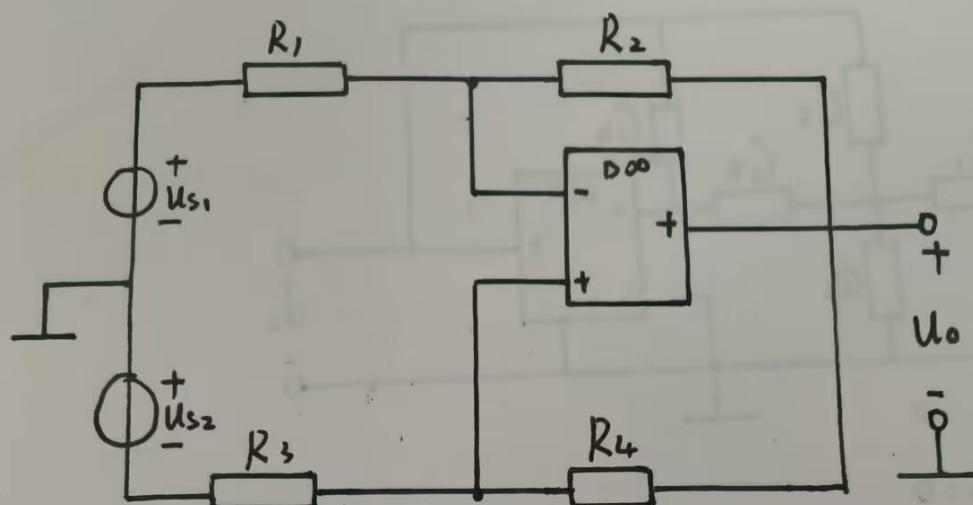 R1
R2
+
us1
-
D∞
-
+
+
+
uo
-
+
us2
-
R3
R4